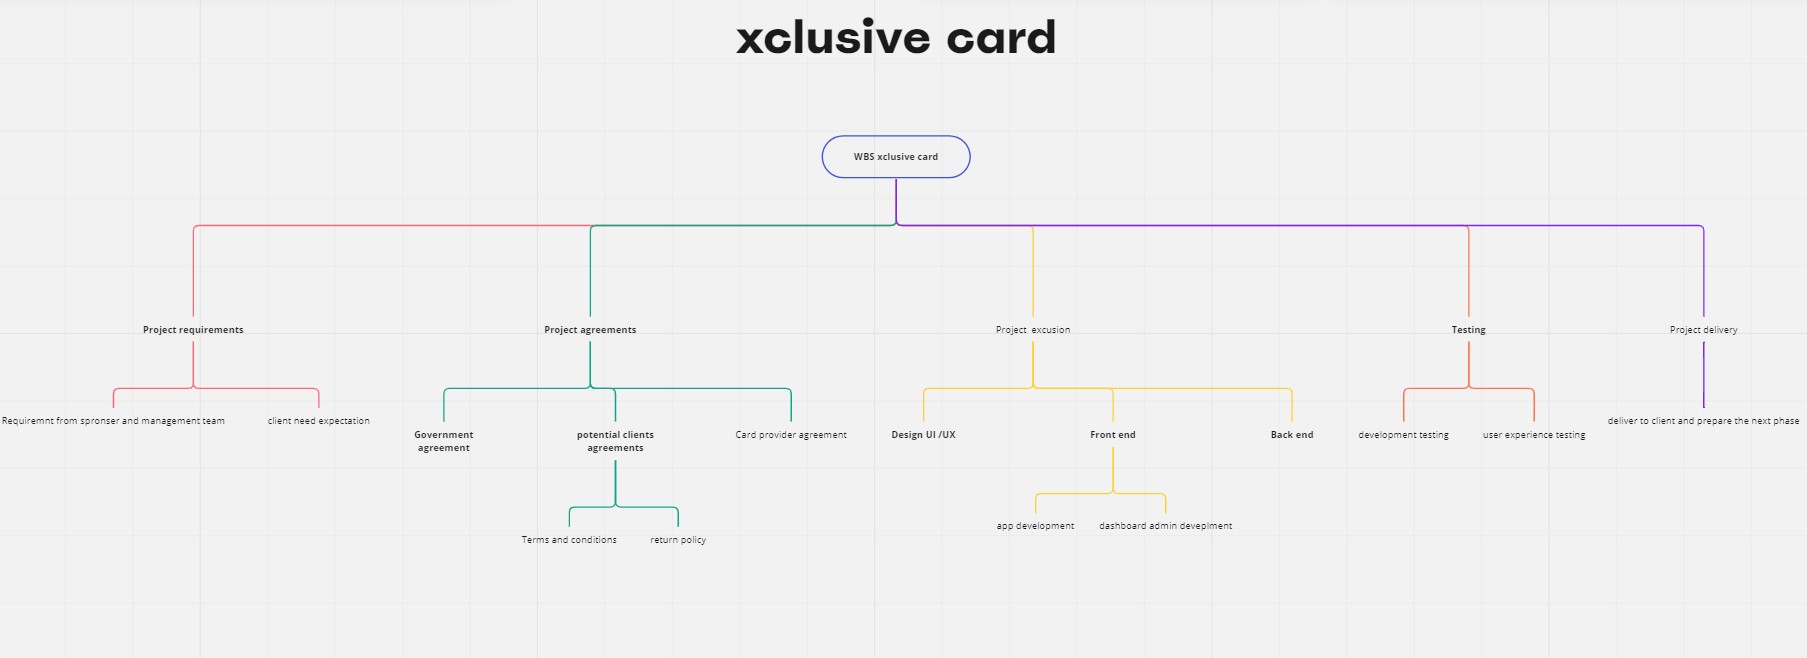 xclusive card
WBS xclusive card
Project requirements
Project agreements
Project excusion
Testing
Project delivery
Requiremnt from spronser and management team
client need expectation
Government
agreement
potential clients
agreements
Card provider agreement
Design UI /UX
Front end
Back end
development testing
user experience testing
deliver to client and prepare the next phase
Terms and conditions
return policy
app development
dashboard admin deveplment